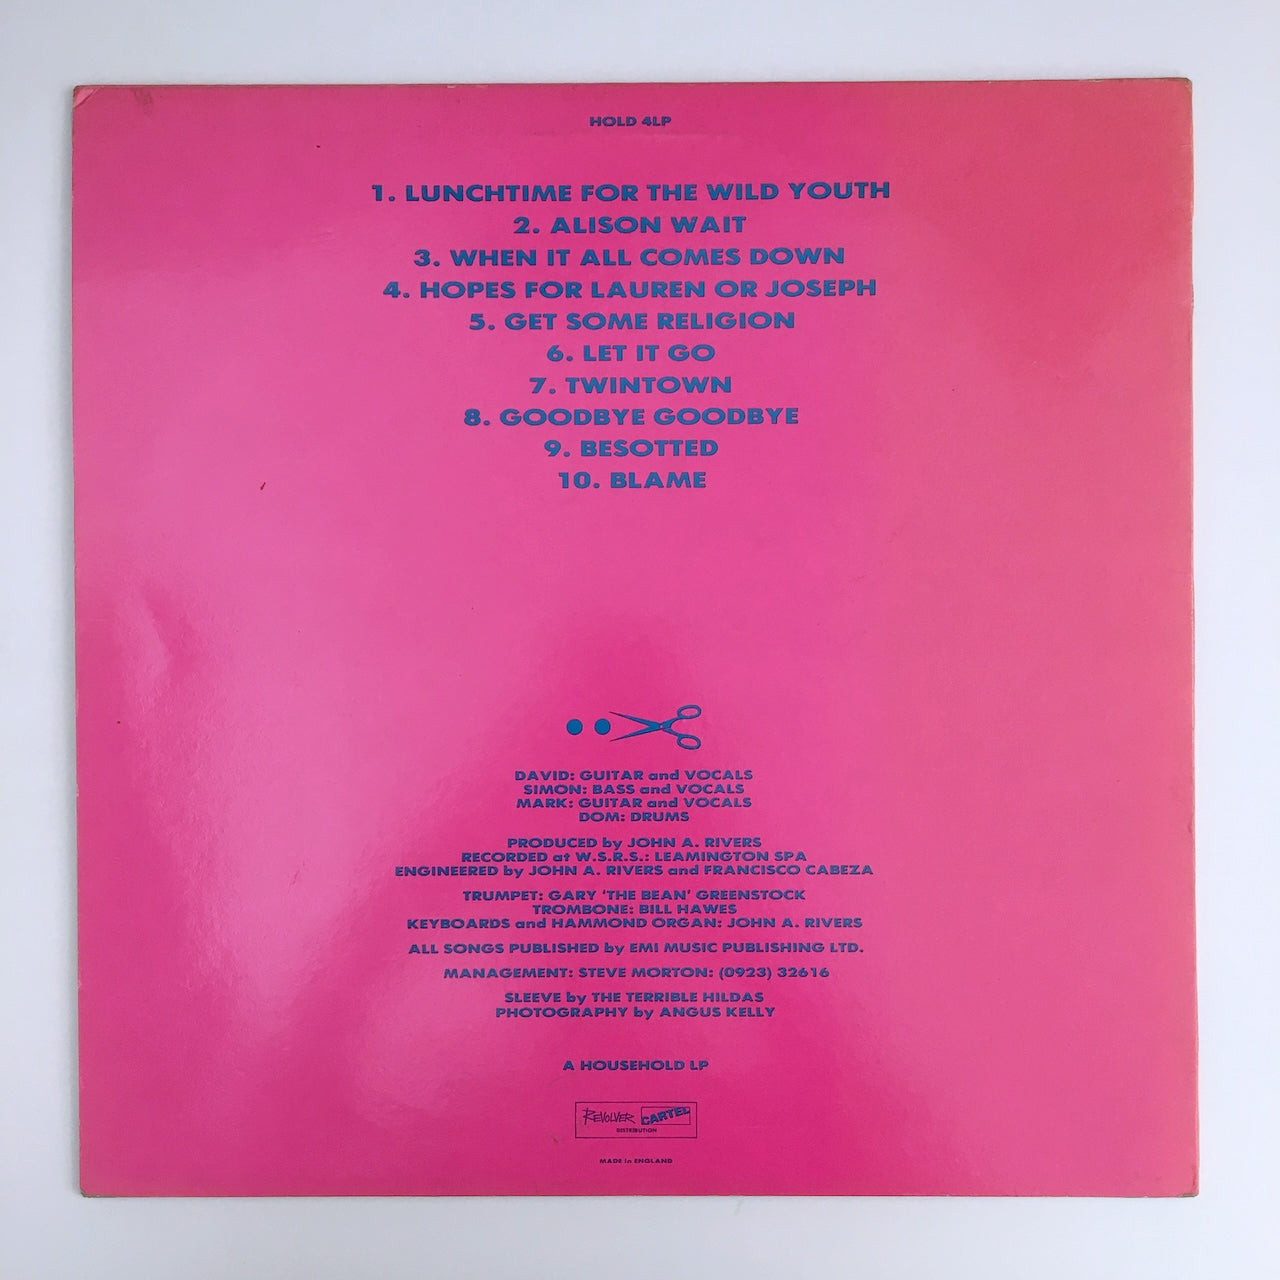 HOLD 4LP
1. LUNCHTIME FOR THE WILD YOUTH
2. ALISON WAIT
3. WHEN IT ALL COMES DOWN
4. HOPES FOR LAUREN OR JOSEPH
5. GET SOME RELIGION
6. LET IT GO
7. TWINTOWN
8. GOODBYE GOODBYE
9. BESOTTED
10. BLAME
DAVID: GUITAR and VOCALS
SIMON: BASS and VOCALS
MARK: GUITAR and VOCALS
DOM: DRUMS
PRODUCED by JOHN A. RIVERS
RECORDED at W.S.R.S.: LEAMINGTON SPA
ENGINEERED by JOHN A. RIVERS and FRANCISCO CABEZA
TRUMPET: GARY 'THE BEAN' GREENSTOCK
TROMBONE: BILL HAWES
KEYBOARDS and HAMMOND ORGAN: JOHN A. RIVERS
ALL SONGS PUBLISHED by EMI MUSIC PUBLISHING LTD.
MANAGEMENT: STEVE MORTON: (0923) 32616
SLEEVE by THE TERRIBLE HILDAS
PHOTOGRAPHY by ANGUS KELLY
A HOUSEHOLD LP
REVOLVER CARTEL
DISTRIBUTION
MADE in ENGLAND